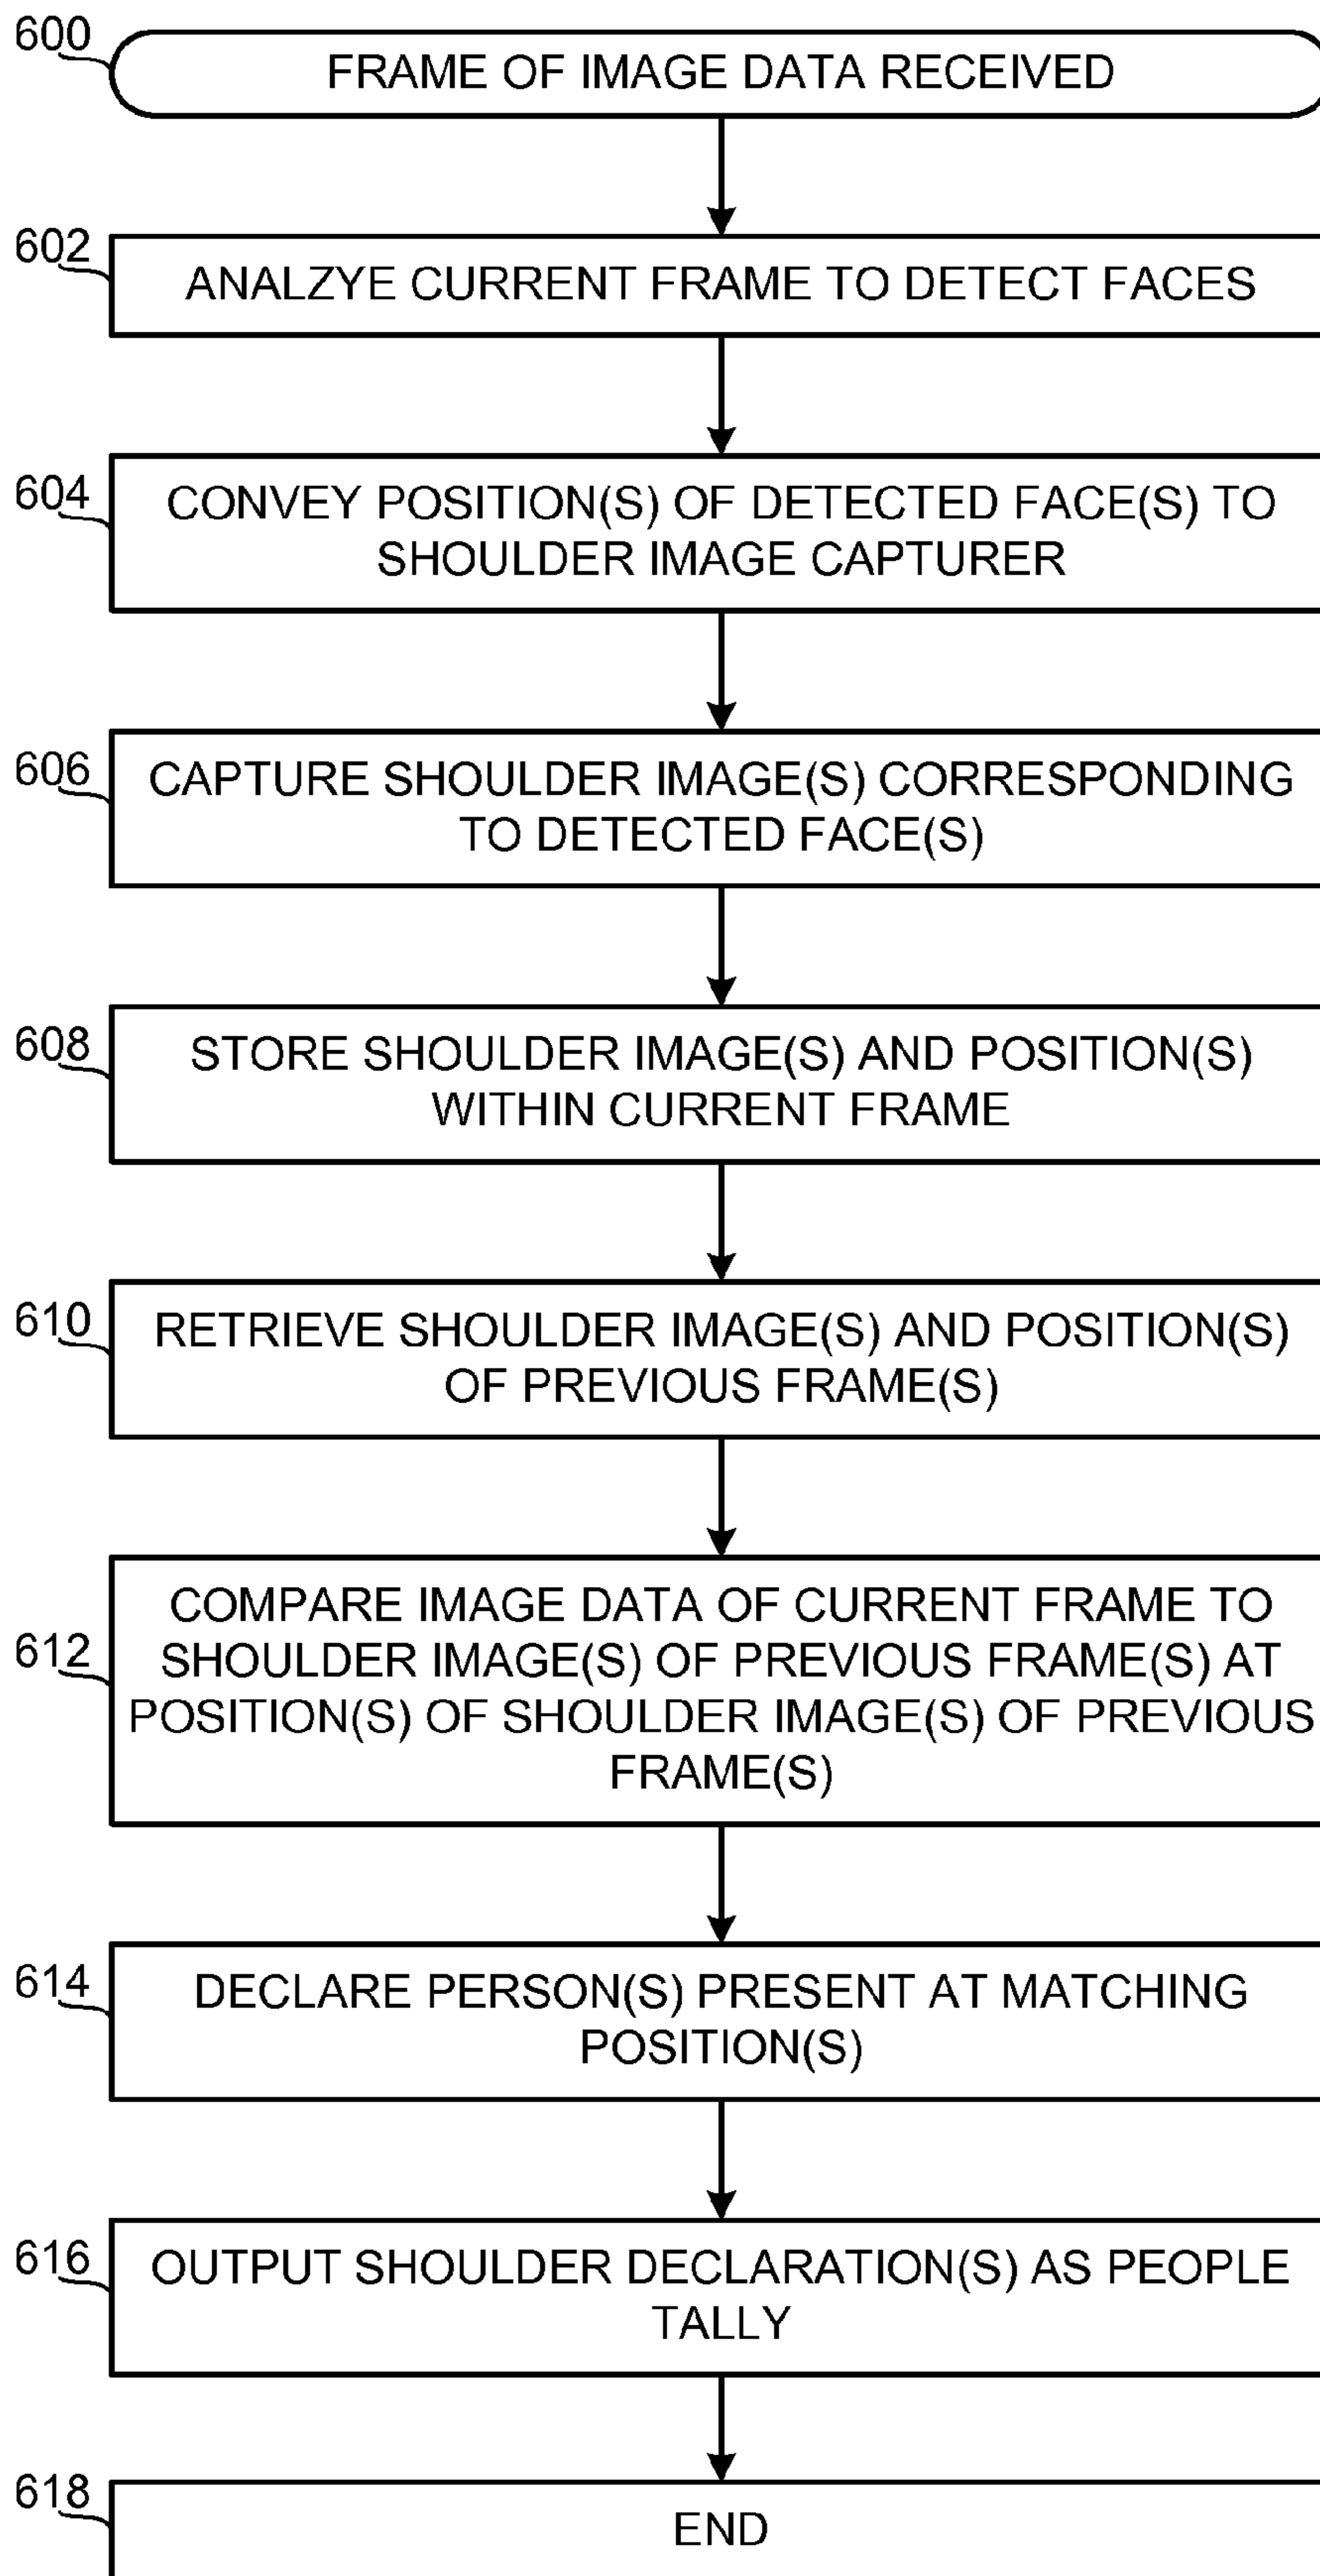 600
FRAME OF IMAGE DATA RECEIVED
602
ANALZYE CURRENT FRAME TO DETECT FACES
604
CONVEY POSITION(S) OF DETECTED FACE(S) TO
SHOULDER IMAGE CAPTURER
606
CAPTURE SHOULDER IMAGE(S) CORRESPONDING
TO DETECTED FACE(S)
608
STORE SHOULDER IMAGE(S) AND POSITION(S)
WITHIN CURRENT FRAME
610
RETRIEVE SHOULDER IMAGE(S) AND POSITION(S)
OF PREVIOUS FRAME(S)
612
COMPARE IMAGE DATA OF CURRENT FRAME TO
SHOULDER IMAGE(S) OF PREVIOUS FRAME(S) AT
POSITION(S) OF SHOULDER IMAGE(S) OF PREVIOUS
FRAME(S)
614
DECLARE PERSON(S) PRESENT AT MATCHING
POSITION(S)
616
OUTPUT SHOULDER DECLARATION(S) AS PEOPLE
TALLY
618
END